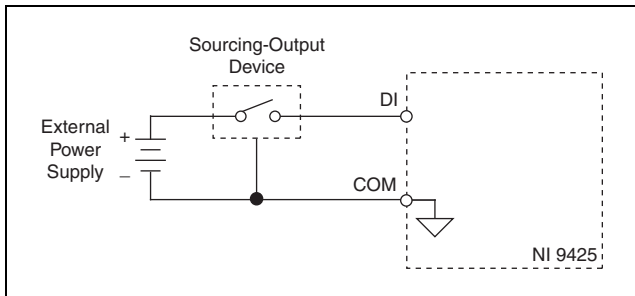 Sourcing-Output
Device
DI
External
Power
Supply
+
–
COM
NI 9425